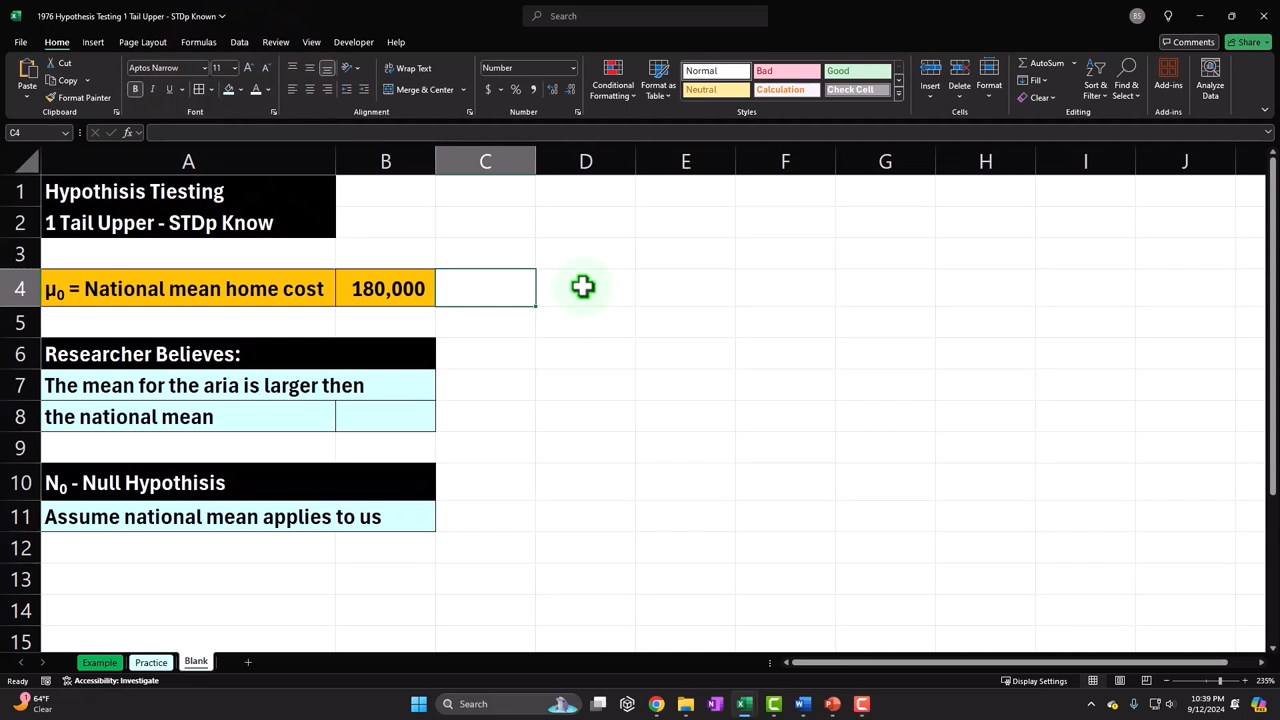 1976 Hypothesis Testing 1 Tail Upper - STDp Known
Search
BS
File Home Insert Page Layout Formulas Data Review View Developer Help
Comments Share
Paste
Cut
Copy
Format Painter
Clipboard
Aptos Narrow 11
B I U
Font
Wrap Text
Merge & Center
Alignment
Number
$ % 9
Number
Conditional Formatting
Format as Table
Normal Bad Good
Neutral Calculation Check Cell
Styles
Insert Delete Format
Cells
AutoSum
Fill
Clear
Sort & Filter
Find & Select
Editing
Add-ins
Add-ins
Analyze Data
C4 fx
A B C D E F G H I J
1 Hypothisis Tiesting
2 1 Tail Upper - STDp Know
3
4 µ₀ = National mean home cost 180,000
5
6 Researcher Believes:
7 The mean for the aria is larger then
8 the national mean
9
10 N₀ - Null Hypothisis
11 Assume national mean applies to us
12
13
14
15
Example Practice Blank +
Ready Accessibility: Investigate Display Settings 235%
64°F
Clear
Search
10:39 PM
9/12/2024